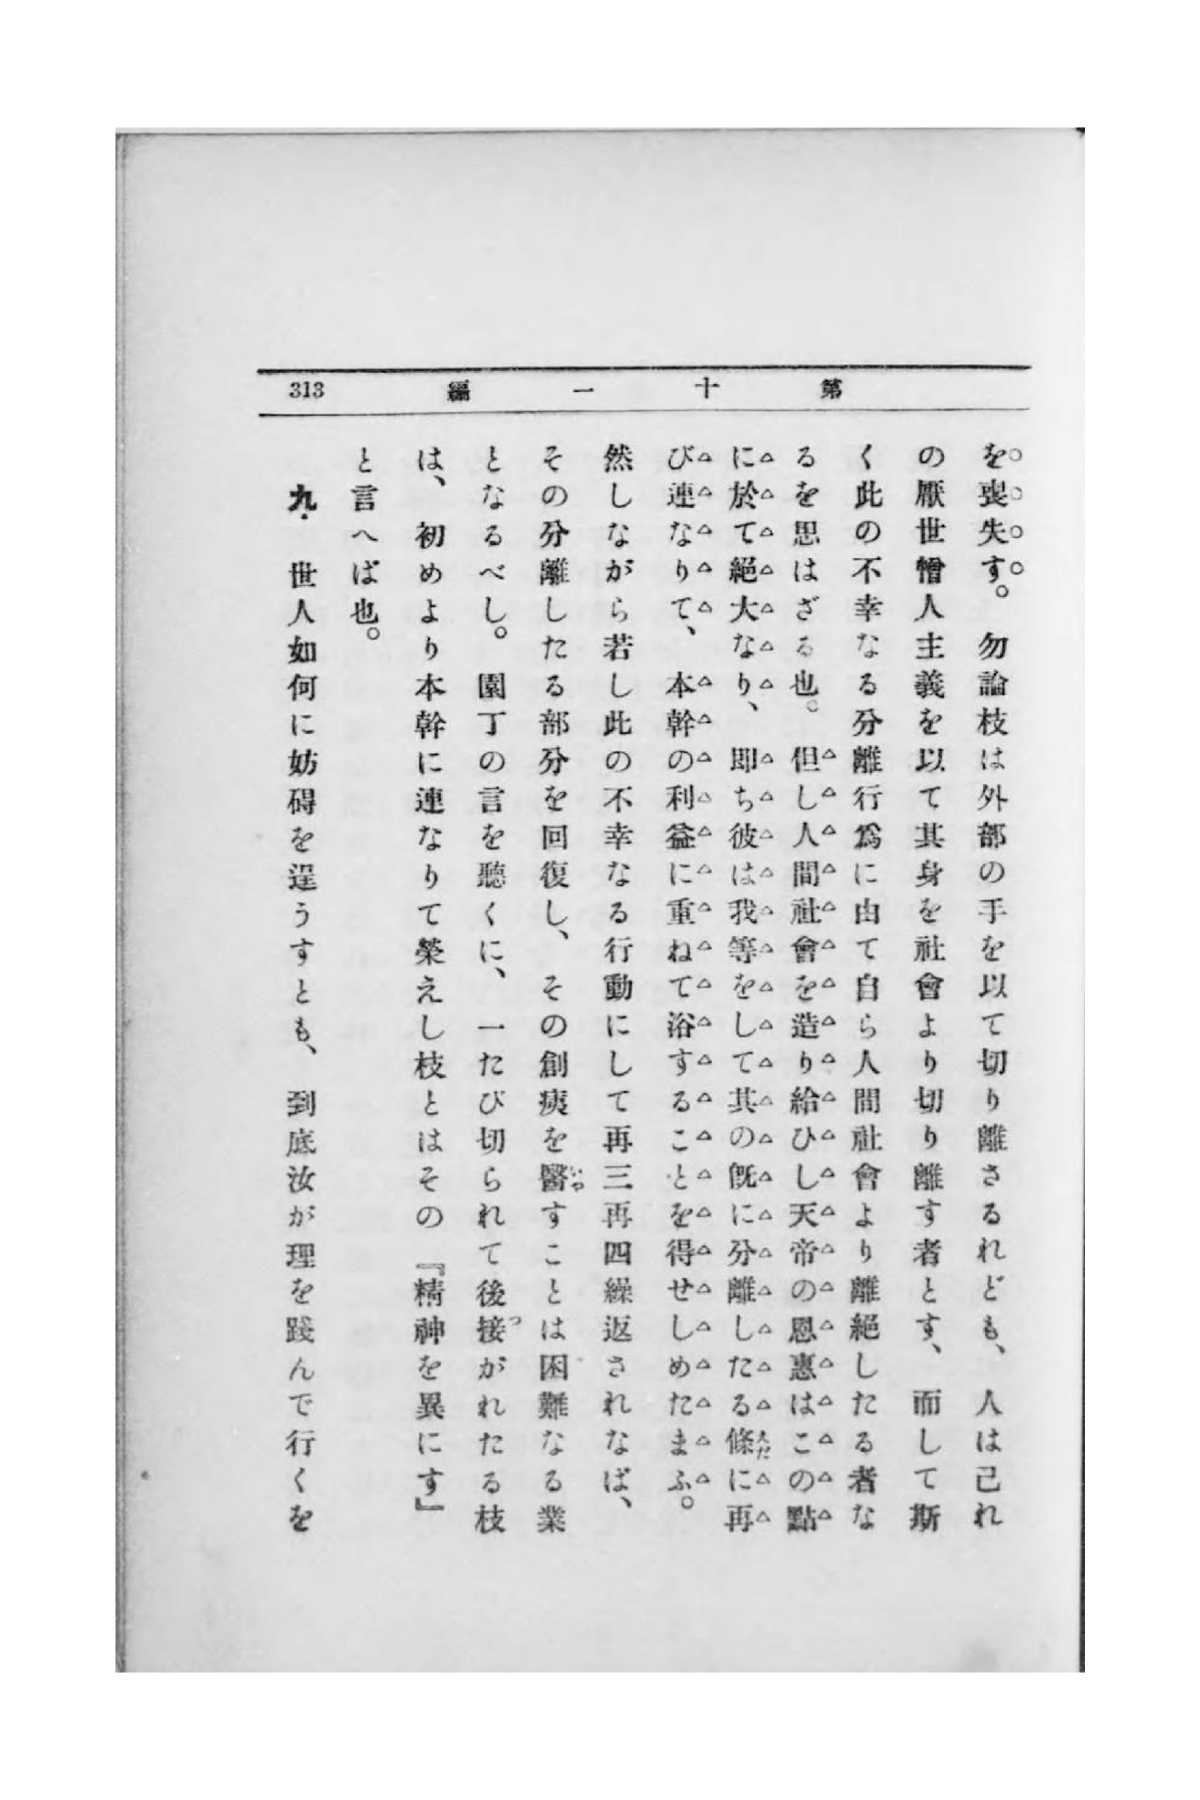 第十一編
313
を喪失す。勿論枝は外部の手を以て切り離さるれども、人は己れ
の厭世憎人主義を以て其身を社會より切り離す者とす、而して斯
く此の不幸なる分離行爲に由て自ら人間社會より離絶したる者な
るを思はざる也。但し人間社會を造り給ひし天帝の恩惠はこの點
に於て絶大なり、即ち彼は我等をして其の既に分離したる條に再
び連なりて、本幹の利益に重ねて浴することを得せしめたまふ。
然しながら若し此の不幸なる行動にして再三再四繰返されなば、
その分離したる部分を回復し、その創痍を醫すことは困難なる業
となるべし。園丁の言を聽くに、一たび切られて後接がれたる枝
は、初めより本幹に連なりて榮えし枝とはその『精神を異にす』
と言へば也。
九. 世人如何に妨碍を逞うすとも、到底汝が理を踐んで行くを